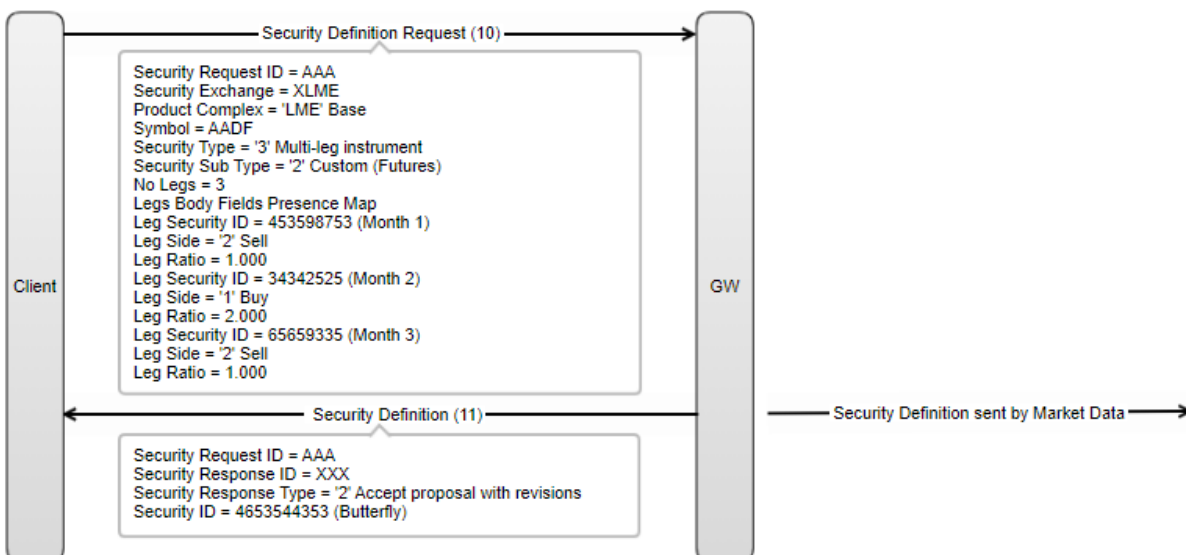 Security Definition Request (10)
Security Request ID = AAA
Security Exchange = XLME
Product Complex = 'LME' Base
Symbol = AADF
Security Type = '3' Multi-leg instrument
Security Sub Type = '2' Custom (Futures)
No Legs = 3
Legs Body Fields Presence Map
Leg Security ID = 453598753 (Month 1)
Leg Side = '2' Sell
Leg Ratio = 1.000
Leg Security ID = 34342525 (Month 2)
Leg Side = '1' Buy
Leg Ratio = 2.000
Leg Security ID = 65659335 (Month 3)
Leg Side = '2' Sell
Leg Ratio = 1.000
Client
GW
Security Definition (11)
Security Definition sent by Market Data
Security Request ID = AAA
Security Response ID = XXX
Security Response Type = '2' Accept proposal with revisions
Security ID = 4653544353 (Butterfly)